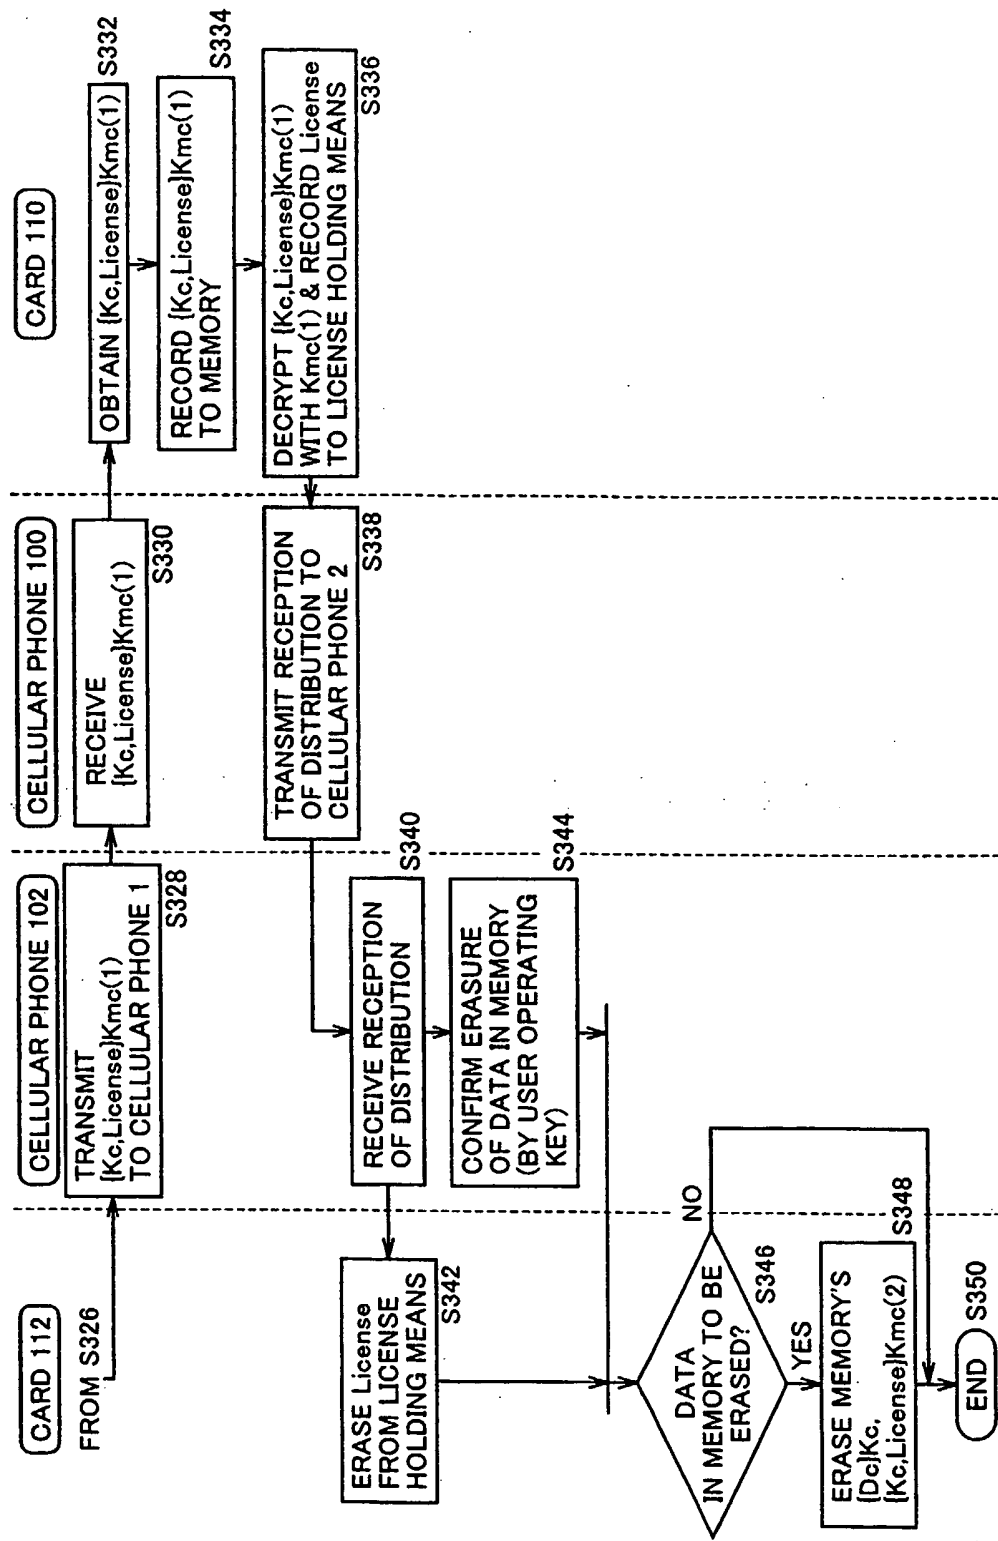 CARD 112
CELLULAR PHONE 102
CELLULAR PHONE 100
CARD 110
FROM S326
TRANSMIT
{Kc,License}Kmc(1)
TO CELLULAR PHONE 1
S328
RECEIVE
{Kc,License}Kmc(1)
S330
OBTAIN {Kc,License}Kmc(1)
S332
RECORD {Kc,License}Kmc(1)
TO MEMORY
S334
DECRYPT {Kc,License}Kmc(1)
WITH Kmc(1) & RECORD License
TO LICENSE HOLDING MEANS
S336
TRANSMIT RECEPTION
OF DISTRIBUTION TO
CELLULAR PHONE 2
S338
RECEIVE RECEPTION
OF DISTRIBUTION
S340
ERASE License
FROM LICENSE
HOLDING MEANS
S342
CONFIRM ERASURE
OF DATA IN MEMORY
(BY USER OPERATING
KEY)
S344
DATA
IN MEMORY TO BE
ERASED?
S346
NO
YES
ERASE MEMORY'S
{Dc}Kc,
{Kc,License}Kmc(2)
S348
END
S350